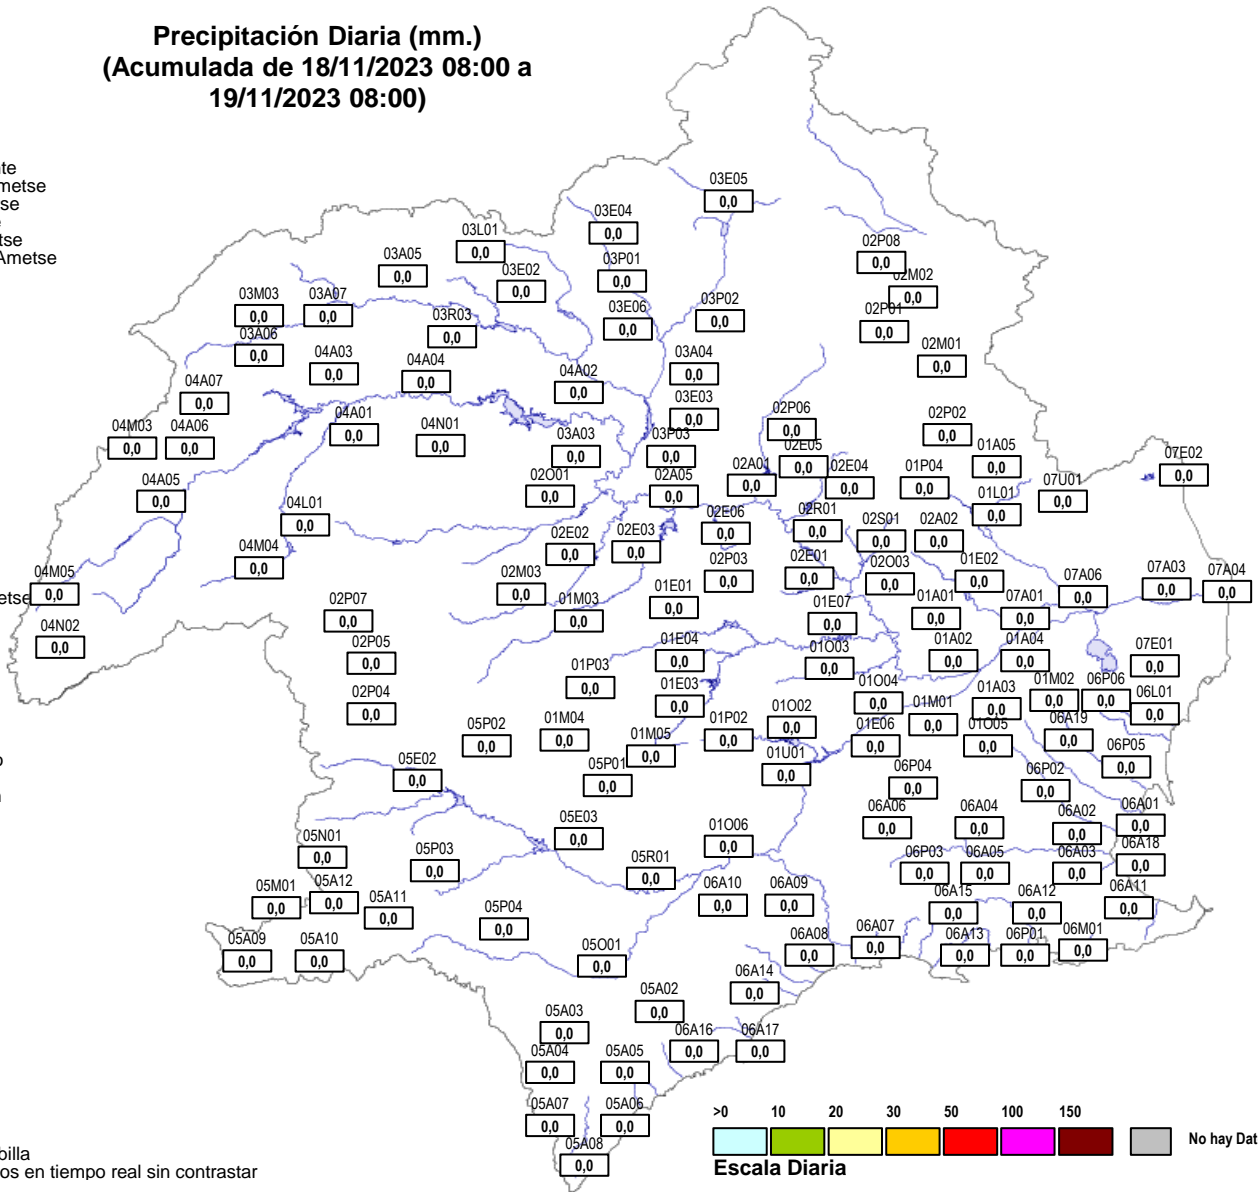 Precipitación Diaria (mm.)
(Acumulada de 18/11/2023 08:00 a
19/11/2023 08:00)
03E05
0,0
03E04
0,0
03L01
0,0
03A05
0,0
03P01
0,0
03E02
0,0
02P08
0,0
02M02
0,0
03M03
0,0
03A07
0,0
03R03
0,0
03E06
0,0
03P02
0,0
02P01
0,0
03A06
0,0
04A03
0,0
04A04
0,0
04A02
0,0
03A04
0,0
02M01
0,0
04A07
0,0
03E03
0,0
04M03
0,0
04A06
0,0
04A01
0,0
04N01
0,0
03A03
0,0
03P03
0,0
02P06
0,0
02P02
0,0
02E05
0,0
01A05
0,0
07E02
0,0
04A05
0,0
02O01
0,0
02A05
0,0
02A01
0,0
02E04
0,0
01P04
0,0
07U01
0,0
04L01
0,0
01L01
0,0
02E06
0,0
02R01
0,0
02S01
0,0
02A02
0,0
02E02
0,0
02E03
0,0
04M04
0,0
02P03
0,0
02E01
0,0
02O03
0,0
01E02
0,0
04M05
0,0
02M03
0,0
07A06
0,0
07A03
0,0
07A04
0,0
02P07
0,0
01M03
0,0
01E01
0,0
01E07
0,0
01A01
0,0
07A01
0,0
04N02
0,0
02P05
0,0
01E04
0,0
01O03
0,0
01A02
0,0
01A04
0,0
07E01
0,0
01P03
0,0
01E03
0,0
01O04
0,0
01A03
0,0
01M02
0,0
06P06
0,0
06L01
0,0
02P04
0,0
01M01
0,0
05P02
0,0
01M04
0,0
01M05
0,0
01P02
0,0
01O02
0,0
01E06
0,0
01O05
0,0
06A19
0,0
06P05
0,0
05E02
0,0
05P01
0,0
01U01
0,0
06P04
0,0
06P02
0,0
05E03
0,0
01O06
0,0
06A06
0,0
06A04
0,0
06A02
0,0
06A01
0,0
05N01
0,0
05P03
0,0
05R01
0,0
06P03
0,0
06A05
0,0
06A03
0,0
06A18
0,0
05M01
0,0
05A12
0,0
05A11
0,0
06A10
0,0
06A09
0,0
06A15
0,0
06A12
0,0
06A11
0,0
05P04
0,0
05A09
0,0
05A10
0,0
05O01
0,0
06A08
0,0
06A07
0,0
06A13
0,0
06P01
0,0
06M01
0,0
06A14
0,0
05A02
0,0
05A03
0,0
06A16
0,0
06A17
0,0
05A04
0,0
05A05
0,0
05A07
0,0
05A06
0,0
05A08
0,0
>0 10 20 30 50 100 150
No hay Dat
Escala Diaria
os en tiempo real sin contrastar